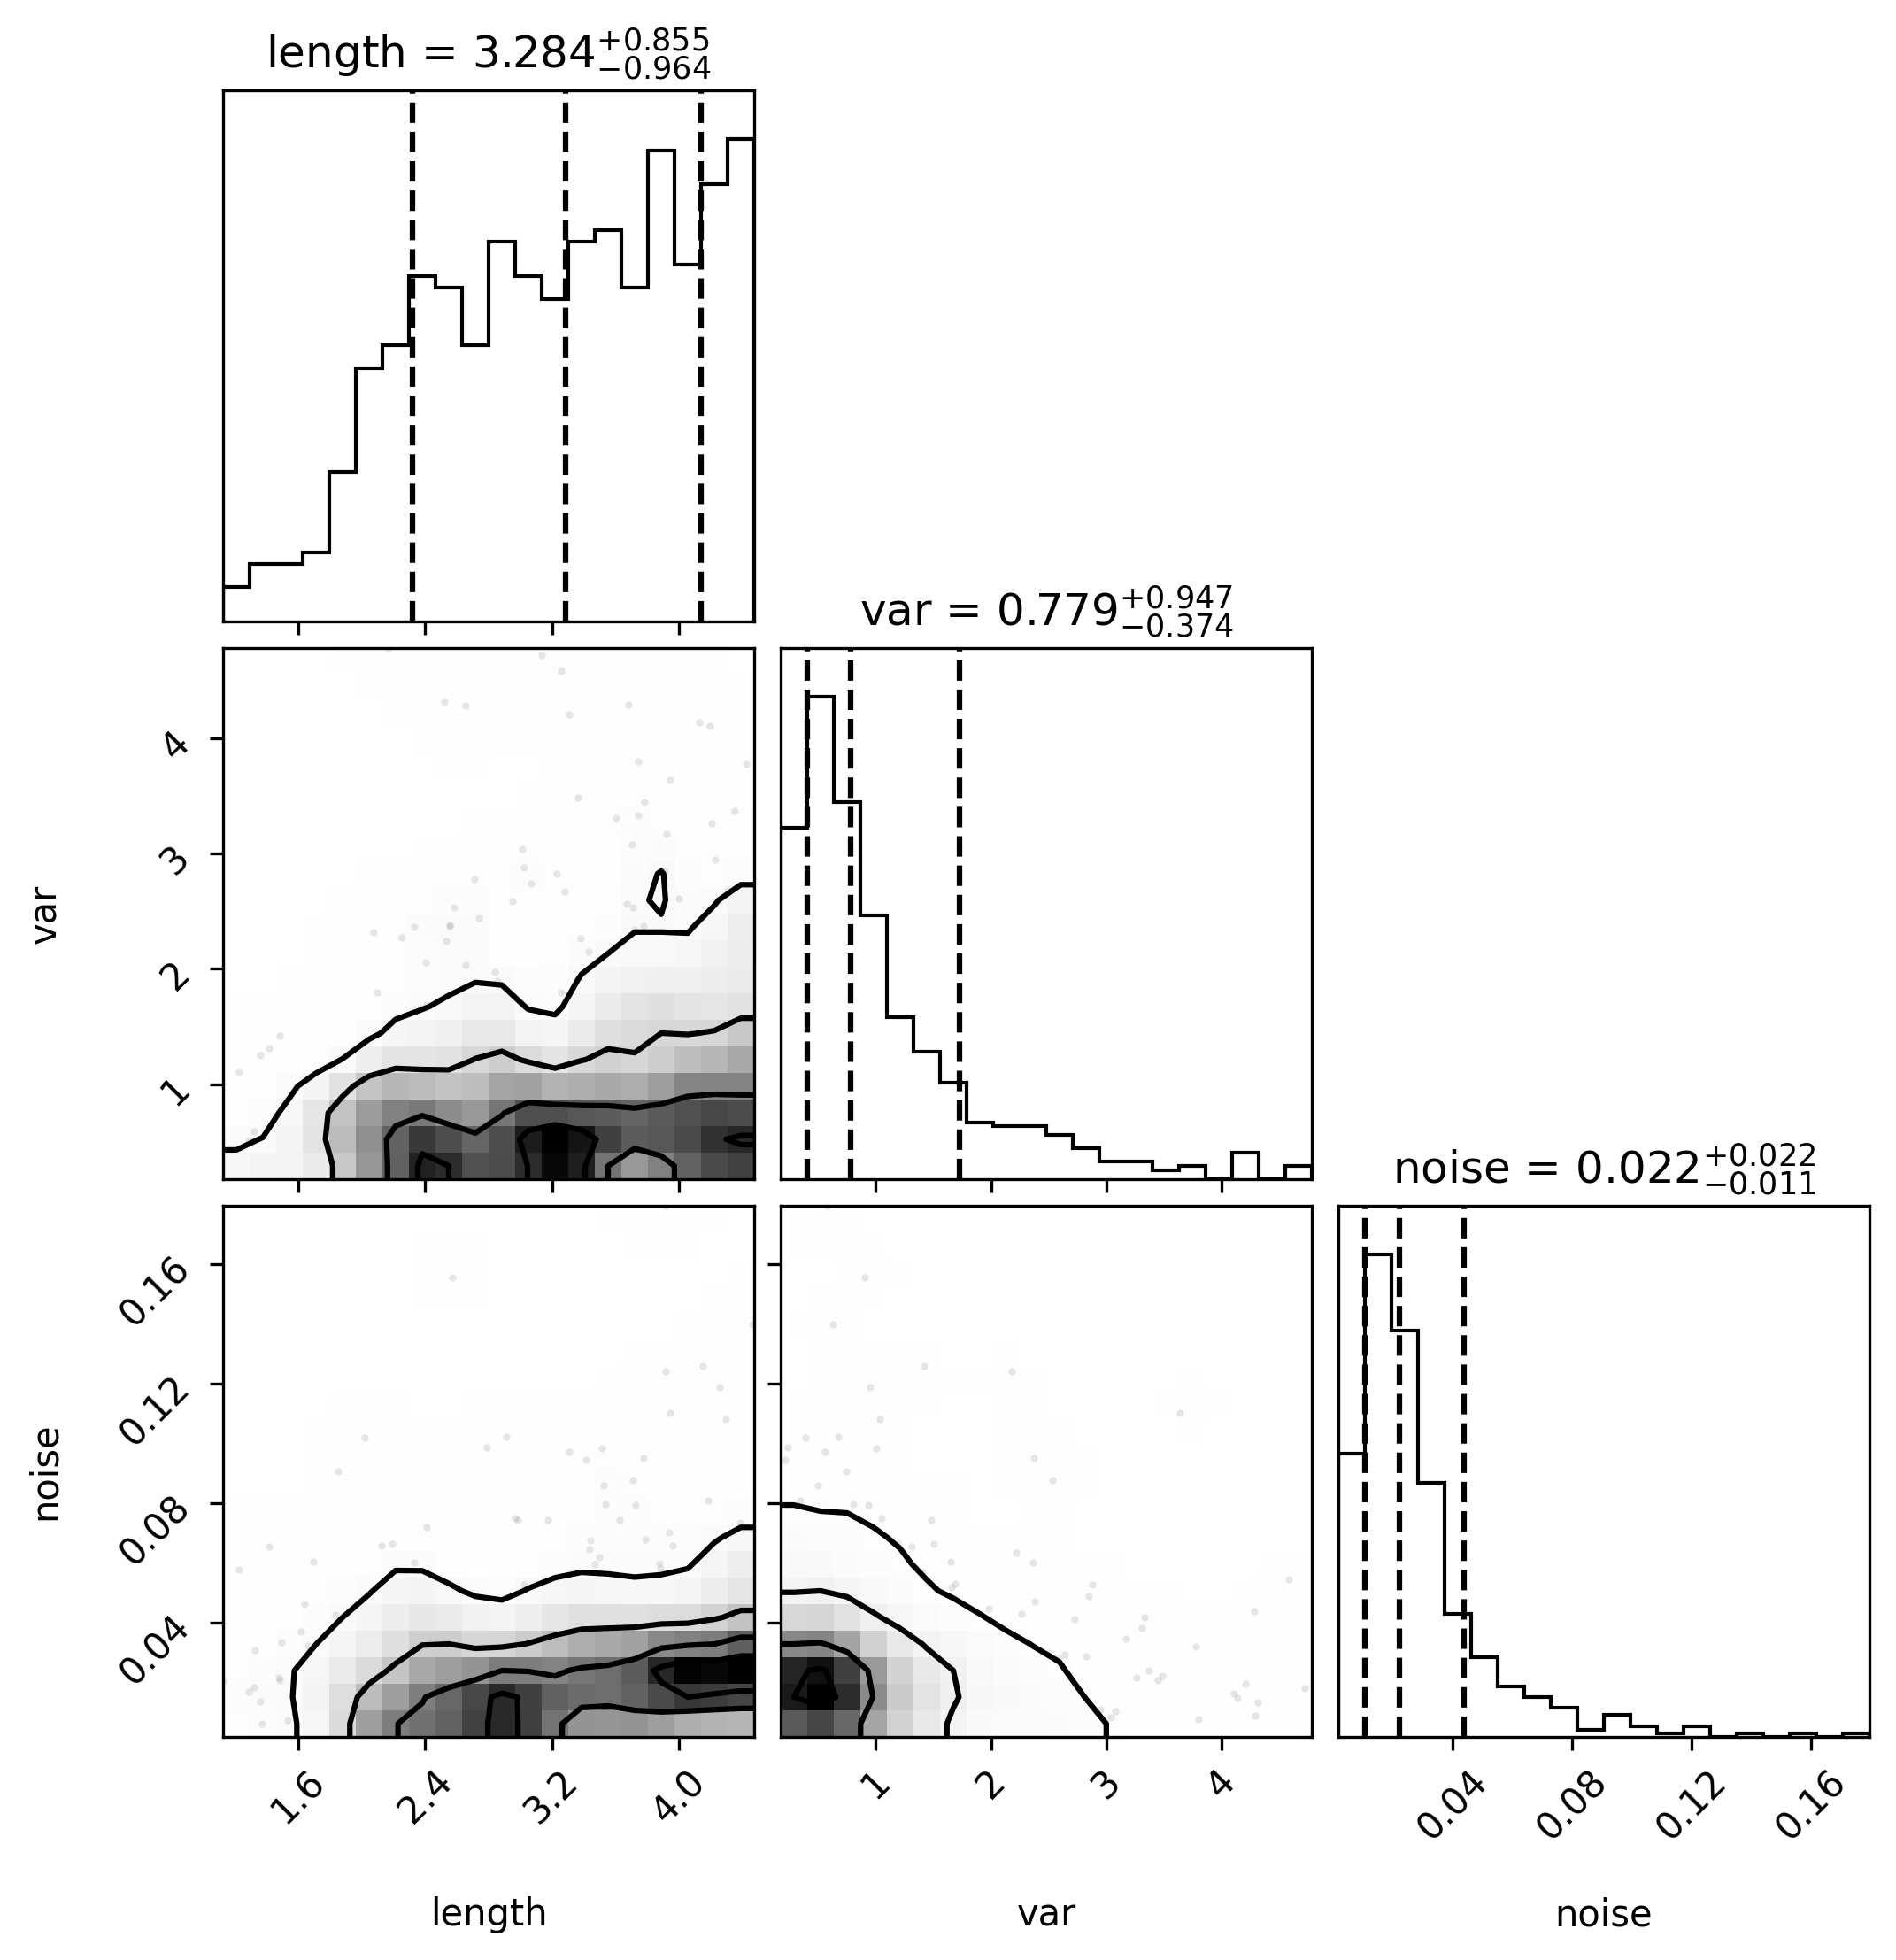 length = 3.284+0.855−0.964
var = 0.779+0.947−0.374
4
3
2
1
var
noise = 0.022+0.022−0.011
0.16
0.12
0.08
0.04
noise
1.6 2.4 3.2 4.0 1 2 3 4 0.04 0.08 0.12 0.16
length var noise